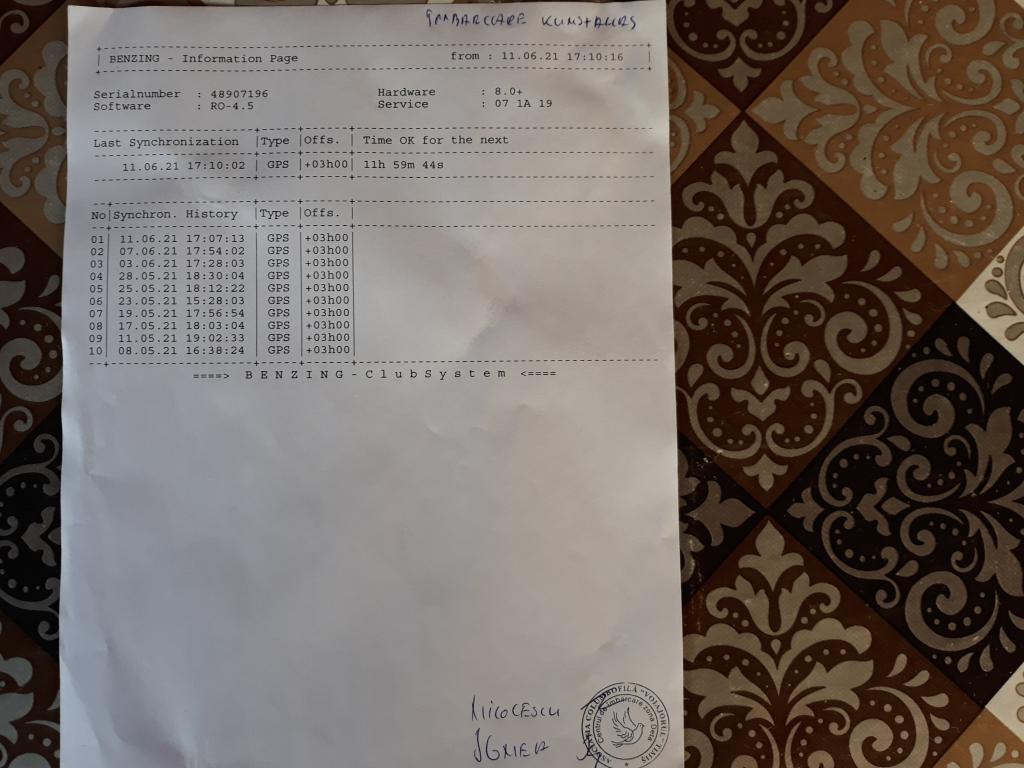 ÎMBARCARE
BENZING - Information Page from : 11.06.21 17:10:16
Serialnumber : 48907196 Hardware : 8.0+
Software : RO-4.5 Service : 07 1A 19
Last Synchronization |Type |Offs. | Time OK for the next
11.06.21 17:10:02 | GPS |+03h00| 11h 59m 44s
No|Synchron. History |Type |Offs. |
01| 11.06.21 17:07:13 | GPS |+03h00|
02| 07.06.21 17:54:02 | GPS |+03h00|
03| 03.06.21 17:28:03 | GPS |+03h00|
04| 28.05.21 18:30:04 | GPS |+03h00|
05| 25.05.21 18:12:22 | GPS |+03h00|
06| 23.05.21 15:28:03 | GPS |+03h00|
07| 19.05.21 17:56:54 | GPS |+03h00|
08| 17.05.21 18:03:04 | GPS |+03h00|
09| 11.05.21 19:02:33 | GPS |+03h00|
10| 08.05.21 16:38:24 | GPS |+03h00|
====> B E N Z I N G - C l u b S y s t e m <====
COLUMBOFILĂ "VOIAJORUL" TIMIȘ
îmbarcare zona Deta